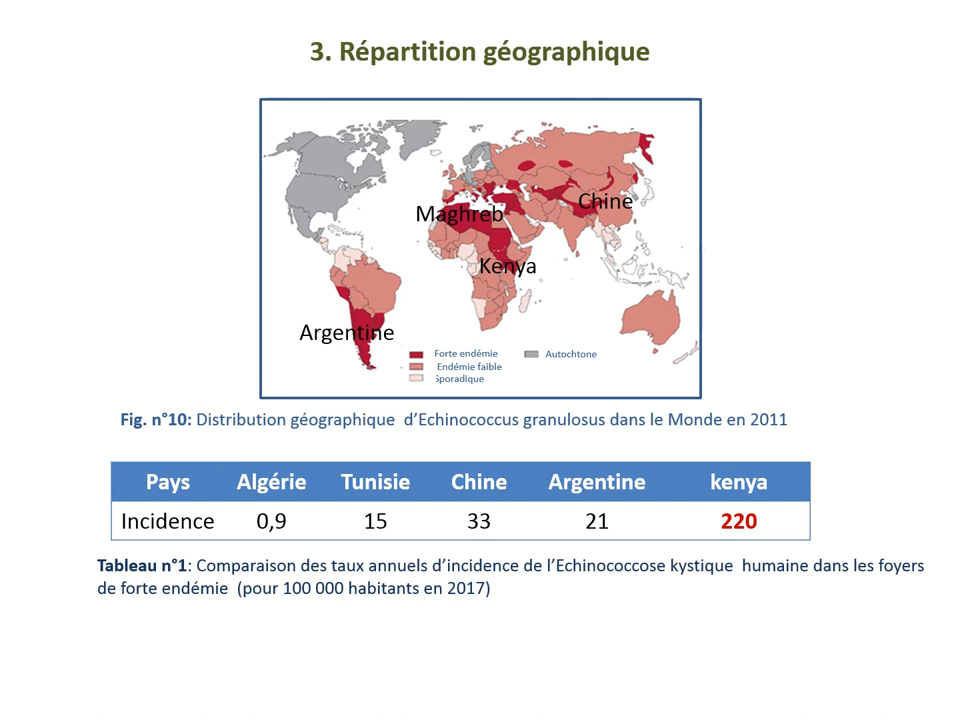 3. Répartition géographique
Maghreb
Chine
Kenya
Argentine
Forte endémie
Autochtone
Endémie faible
Sporadique
Fig. n°10: Distribution géographique d'Echinococcus granulosus dans le Monde en 2011
Pays Algérie Tunisie Chine Argentine kenya
Incidence 0,9 15 33 21 220
Tableau n°1: Comparaison des taux annuels d'incidence de l'Echinococcose kystique humaine dans les foyers
de forte endémie (pour 100 000 habitants en 2017)